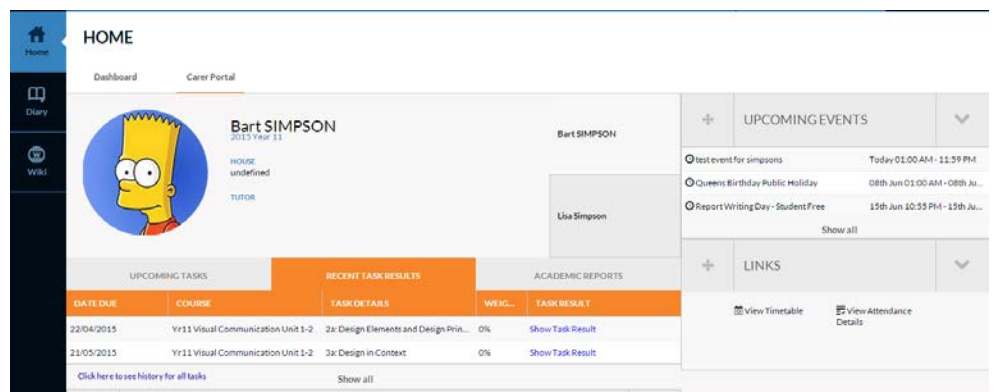 HOME
Home
Dashboard
Carer Portal
Diary
Wiki
Bart SIMPSON
2015 Year 11
HOUSE
undefined
TUTOR
Bart SIMPSON
Lisa Simpson
UPCOMING TASKS
RECENT TASK RESULTS
ACADEMIC REPORTS
DATE DUE COURSE TASK DETAILS WEIG... TASK RESULT
22/04/2015 Yr11 Visual Communication Unit 1-2 2a: Design Elements and Design Prin... 0% Show Task Result
21/05/2015 Yr11 Visual Communication Unit 1-2 3a: Design in Context 0% Show Task Result
Click here to see history for all tasks
Show all
UPCOMING EVENTS
test event for simpsons Today 01:00 AM - 11:59 PM
Queens Birthday Public Holiday 08th Jun 01:00 AM - 08th Ju...
Report Writing Day - Student Free 15th Jun 10:55 PM - 15th Ju...
Show all
LINKS
View Timetable
View Attendance
Details